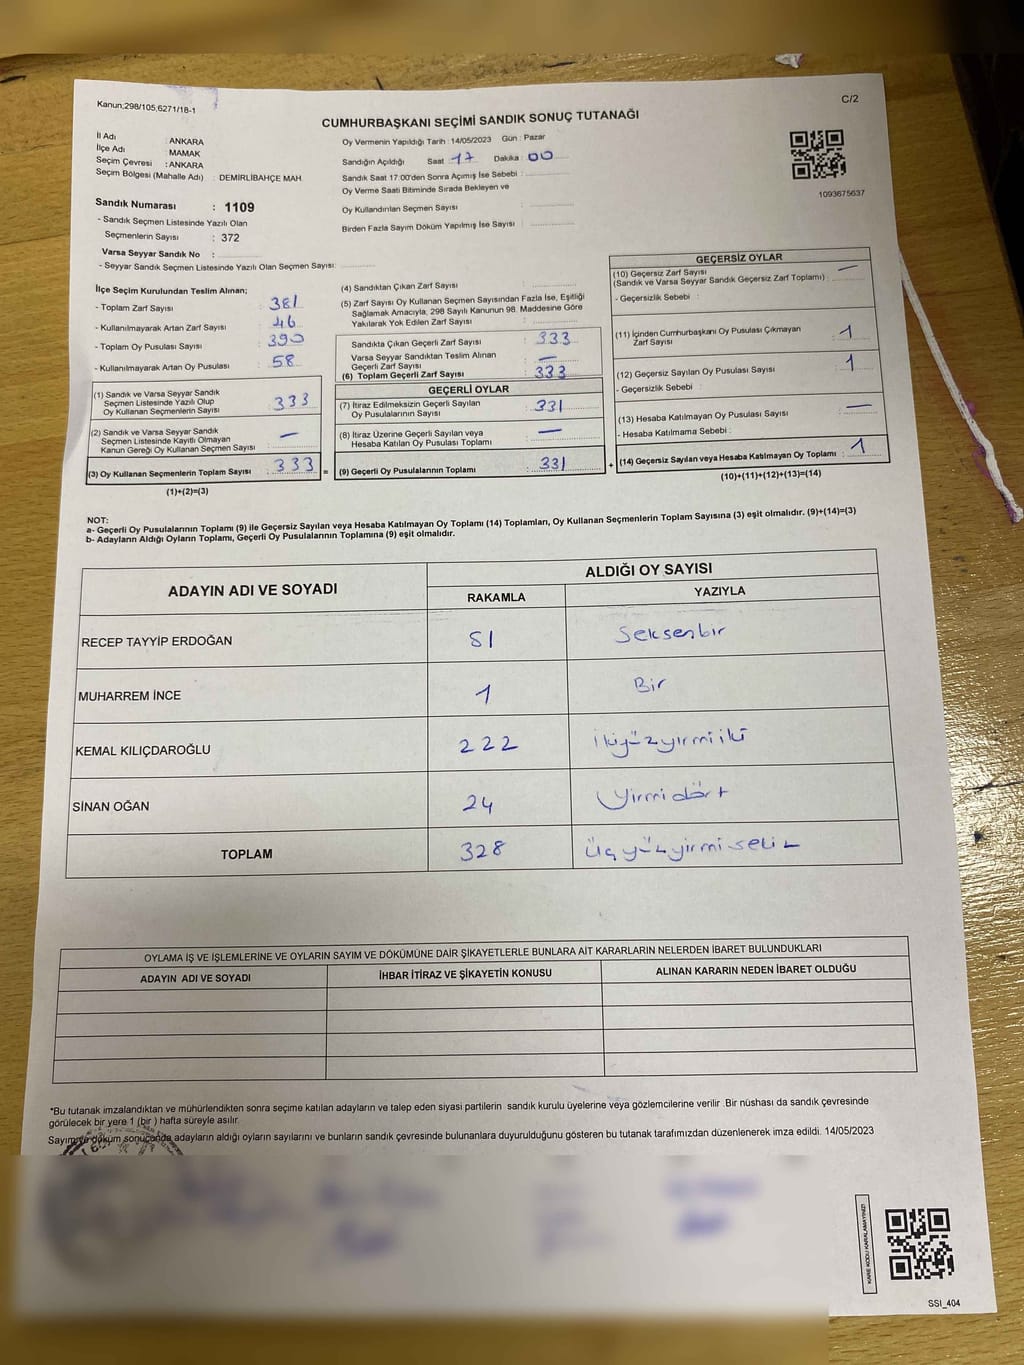 Kanun;298/105,6271/18-1
C/2
CUMHURBAŞKANI SEÇİMİ SANDIK SONUÇ TUTANAĞI
İl Adı : ANKARA
İlçe Adı : MAMAK
Seçim Çevresi : ANKARA
Seçim Bölgesi (Mahalle Adı) : DEMİRLİBAHÇE MAH.
Sandık Numarası : 1109
- Sandık Seçmen Listesinde Yazılı Olan
Seçmenlerin Sayısı : 372
Varsa Seyyar Sandık No :
- Seyyar Sandık Seçmen Listesinde Yazılı Olan Seçmen Sayısı:
Oy Vermenin Yapıldığı Tarih : 14/05/2023 Gün : Pazar
Sandığın Açıldığı Saat 17 Dakika 00
Sandık Saat 17:00'den Sonra Açımış İse Sebebi :
Oy Verme Saati Bitiminde Sırada Bekleyen ve
Oy Kullandırılan Seçmen Sayısı :
Birden Fazla Sayım Döküm Yapılmış İse Sayısı :
1093675637
İlçe Seçim Kurulundan Teslim Alınan;
- Toplam Zarf Sayısı : 381
- Kullanılmayarak Artan Zarf Sayısı : 46
- Toplam Oy Pusulası Sayısı : 390
- Kullanılmayarak Artan Oy Pusulası : 58
(1) Sandık ve Varsa Seyyar Sandık
Seçmen Listesinde Yazılı Olup
Oy Kullanan Seçmenlerin Sayısı : 333
(2) Sandık ve Varsa Seyyar Sandık
Seçmen Listesinde Kayıtlı Olmayan
Kanun Gereği Oy Kullanan Seçmen Sayısı : —
(3) Oy Kullanan Seçmenlerin Toplam Sayısı : 333 =
(1)+(2)=(3)
(4) Sandıktan Çıkan Zarf Sayısı :
(5) Zarf Sayısı Oy Kullanan Seçmen Sayısından Fazla İse, Eşitliği
Sağlamak Amacıyla, 298 Sayılı Kanunun 98. Maddesine Göre
Yakılarak Yok Edilen Zarf Sayısı :
Sandıkta Çıkan Geçerli Zarf Sayısı : 333
Varsa Seyyar Sandıktan Teslim Alınan
Geçerli Zarf Sayısı : —
(6) Toplam Geçerli Zarf Sayısı : 333
GEÇERLİ OYLAR
(7) İtiraz Edilmeksizin Geçerli Sayılan
Oy Pusulalarının Sayısı : 331
(8) İtiraz Üzerine Geçerli Sayılan veya
Hesaba Katılan Oy Pusulası Toplamı : —
(9) Geçerli Oy Pusulalarının Toplamı : 331 +
GEÇERSİZ OYLAR
(10) Geçersiz Zarf Sayısı
(Sandık ve Varsa Seyyar Sandık Geçersiz Zarf Toplamı) : —
- Geçersizlik Sebebi :
(11) İçinden Cumhurbaşkanı Oy Pusulası Çıkmayan
Zarf Sayısı : 1
(12) Geçersiz Sayılan Oy Pusulası Sayısı : 1
- Geçersizlik Sebebi :
(13) Hesaba Katılmayan Oy Pusulası Sayısı : —
- Hesaba Katılmama Sebebi :
(14) Geçersiz Sayılan veya Hesaba Katılmayan Oy Toplamı : 1
(10)+(11)+(12)+(13)=(14)
NOT:
a- Geçerli Oy Pusulalarının Toplamı (9) ile Geçersiz Sayılan veya Hesaba Katılmayan Oy Toplamı (14) Toplamları, Oy Kullanan Seçmenlerin Toplam Sayısına (3) eşit olmalıdır. (9)+(14)=(3)
b- Adayların Aldığı Oyların Toplamı, Geçerli Oy Pusulalarının Toplamına (9) eşit olmalıdır.
ADAYIN ADI VE SOYADI ALDIĞI OY SAYISI
RAKAMLA YAZIYLA
RECEP TAYYİP ERDOĞAN 81 Seksenbir
MUHARREM İNCE 1 Bir
KEMAL KILIÇDAROĞLU 222 ikiyüzyirmiiki
SİNAN OĞAN 24 Yirmidört
TOPLAM 328 Üçyüzyirmisekiz
OYLAMA İŞ VE İŞLEMLERİNE VE OYLARIN SAYIM VE DÖKÜMÜNE DAİR ŞİKAYETLERLE BUNLARA AİT KARARLARIN NELERDEN İBARET BULUNDUKLARI
ADAYIN ADI VE SOYADI İHBAR İTİRAZ VE ŞİKAYETİN KONUSU ALINAN KARARIN NEDEN İBARET OLDUĞU
*Bu tutanak imzalandıktan ve mühürlendikten sonra seçime katılan adayların ve talep eden siyasi partilerin sandık kurulu üyelerine veya gözlemcilerine verilir .Bir nüshası da sandık çevresinde
görülecek bir yere 1 (bir ) hafta süreyle asılır.
Sayım ve döküm sonucunda adayların aldığı oyların sayılarını ve bunların sandık çevresinde bulunanlara duyurulduğunu gösteren bu tutanak tarafımızdan düzenlenerek imza edildi. 14/05/2023
KARE KODU KARALAMAYINIZ!
SSI_404